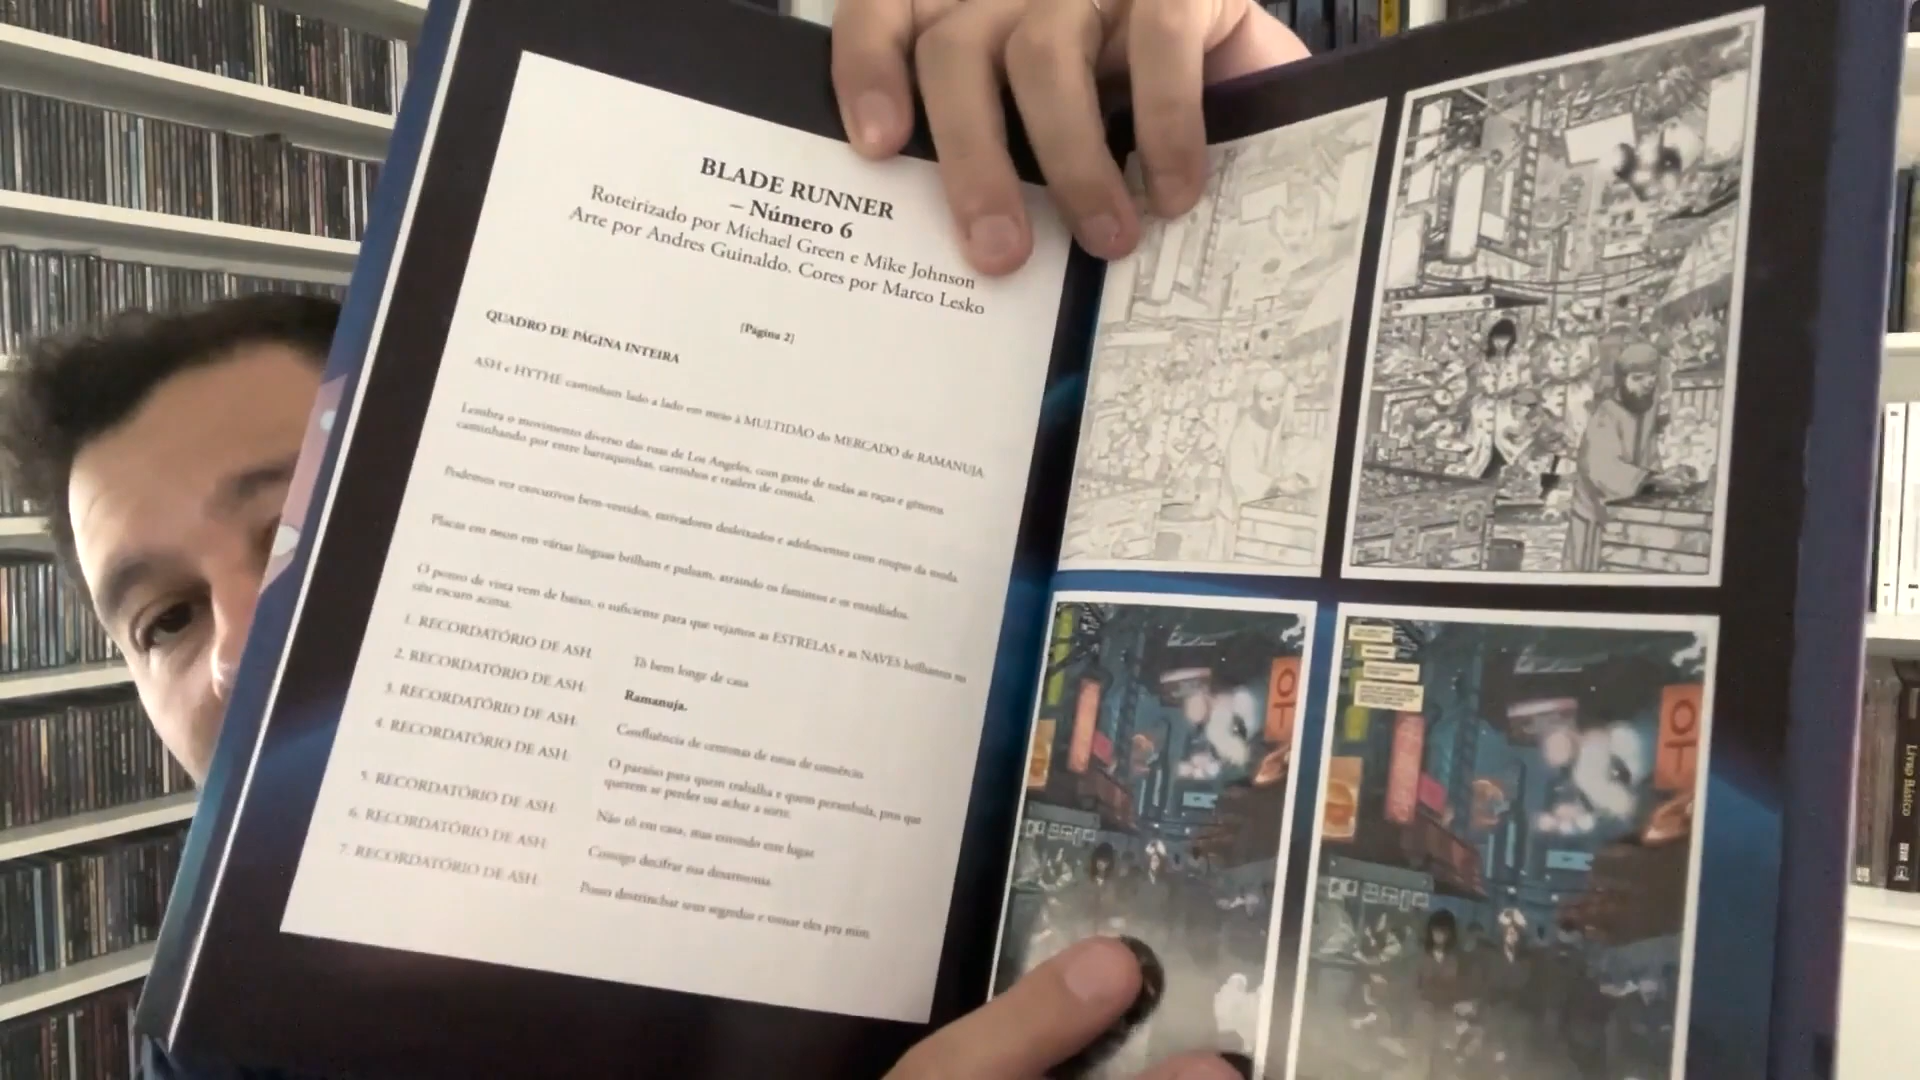 BLADE RUNNER
– Número 6
Roteirizado por Michael Green e Mike Johnson
Arte por Andres Guinaldo. Cores por Marco Lesko
[Página 2]
QUADRO DE PÁGINA INTEIRA
ASH e HYTHE caminham lado a lado em meio à MULTIDÃO do MERCADO de RAMANUJA.
Lembra o movimento diverso das ruas de Los Angeles, com gente de todas as raças e gêneros
caminhando por entre barraquinhas, carrinhos e trailers de comida.
Podemos ver executivos bem-vestidos, estivadores desleixados e adolescentes com roupas da moda.
Placas em neon em várias línguas brilham e pulsam, atraindo os famintos e os entediados.
O ponto de vista vem de baixo, o suficiente para que vejamos as ESTRELAS e as NAVES brilhantes no
céu escuro acima.
1. RECORDATÓRIO DE ASH: Tô bem longe de casa
2. RECORDATÓRIO DE ASH: Ramanuja.
3. RECORDATÓRIO DE ASH: Confluência de centenas de rotas de comércio
4. RECORDATÓRIO DE ASH: O paraíso para quem trabalha e quem perambula, pros que
querem se perder ou achar a sorte.
5. RECORDATÓRIO DE ASH: Não tô em casa, mas entendo este lugar
6. RECORDATÓRIO DE ASH: Consigo decifrar sua desarmonia
7. RECORDATÓRIO DE ASH: Posso destrinchar seus segredos e tomar eles pra mim
OT
OT
Livro Básico